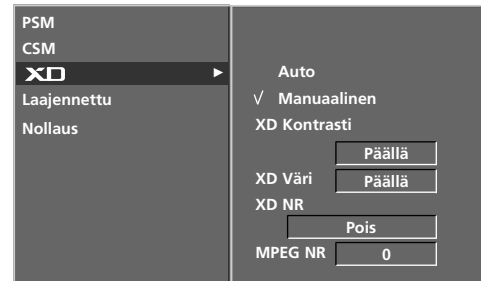 PSM
CSM
XD
Laajennettu
Nollaus
Auto
√ Manuaalinen
XD Kontrasti
Päällä
XD Väri Päällä
XD NR
Pois
MPEG NR 0